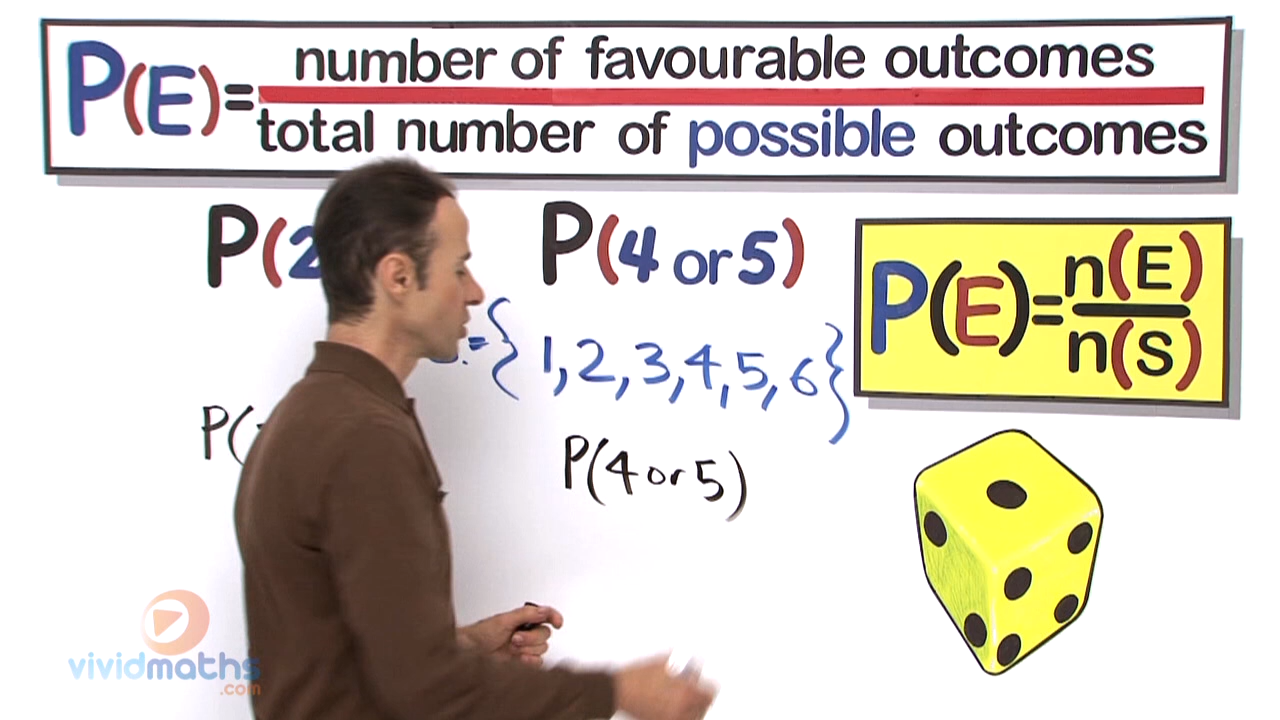 P(E)= number of favourable outcomes
total number of possible outcomes
P(2
P(4 or 5)
P(E)= n(E)
n(S)
={1,2,3,4,5,6}
P(
P(4 or 5)
vividmaths
.com